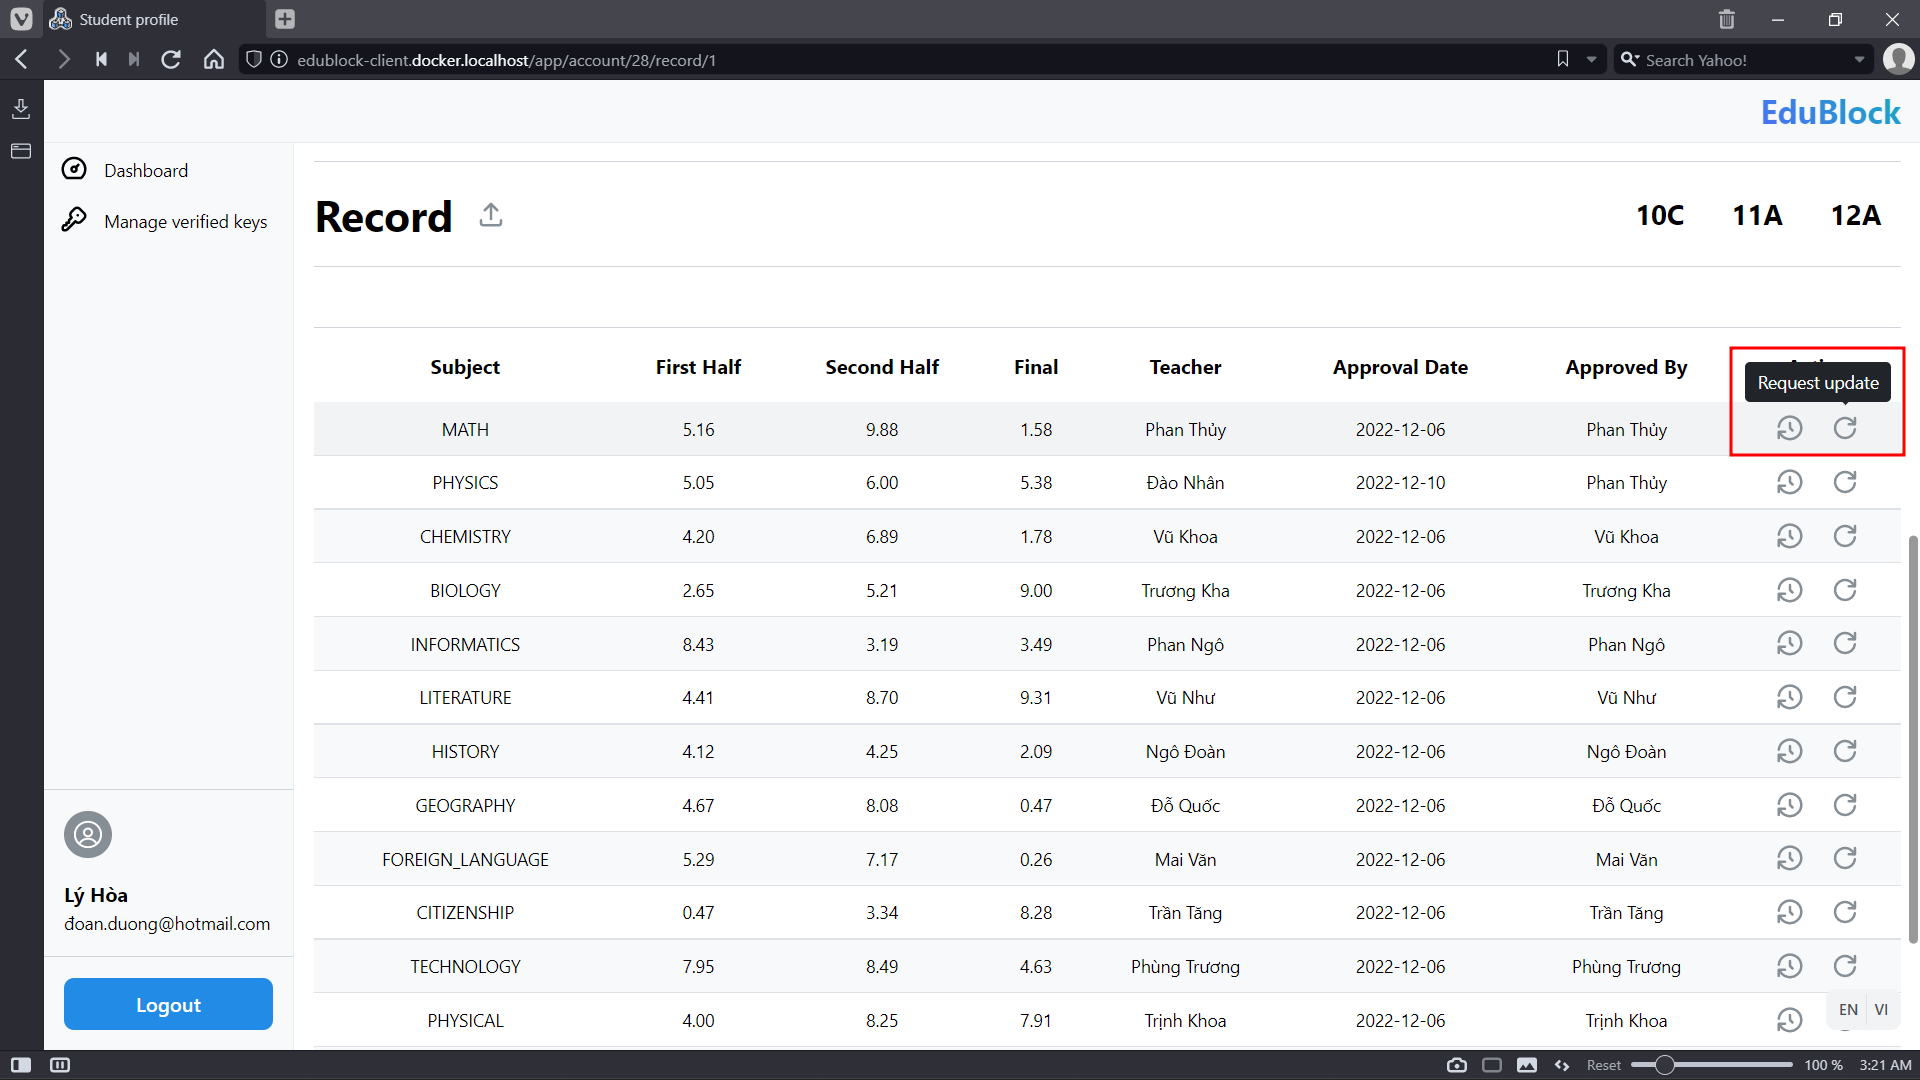 Student profile
edublock-client.docker.localhost/app/account/28/record/1
Search Yahoo!
EduBlock
Dashboard
Manage verified keys
Record
10C 11A 12A
Subject First Half Second Half Final Teacher Approval Date Approved By
Request update
MATH 5.16 9.88 1.58 Phan Thủy 2022-12-06 Phan Thủy
PHYSICS 5.05 6.00 5.38 Đào Nhân 2022-12-10 Phan Thủy
CHEMISTRY 4.20 6.89 1.78 Vũ Khoa 2022-12-06 Vũ Khoa
BIOLOGY 2.65 5.21 9.00 Trương Kha 2022-12-06 Trương Kha
INFORMATICS 8.43 3.19 3.49 Phan Ngô 2022-12-06 Phan Ngô
LITERATURE 4.41 8.70 9.31 Vũ Như 2022-12-06 Vũ Như
HISTORY 4.12 4.25 2.09 Ngô Đoàn 2022-12-06 Ngô Đoàn
GEOGRAPHY 4.67 8.08 0.47 Đỗ Quốc 2022-12-06 Đỗ Quốc
FOREIGN_LANGUAGE 5.29 7.17 0.26 Mai Văn 2022-12-06 Mai Văn
CITIZENSHIP 0.47 3.34 8.28 Trần Tăng 2022-12-06 Trần Tăng
TECHNOLOGY 7.95 8.49 4.63 Phùng Trương 2022-12-06 Phùng Trương
PHYSICAL 4.00 8.25 7.91 Trịnh Khoa 2022-12-06 Trịnh Khoa
Lý Hòa
đoan.duong@hotmail.com
Logout
EN VI
Reset 100 % 3:21 AM